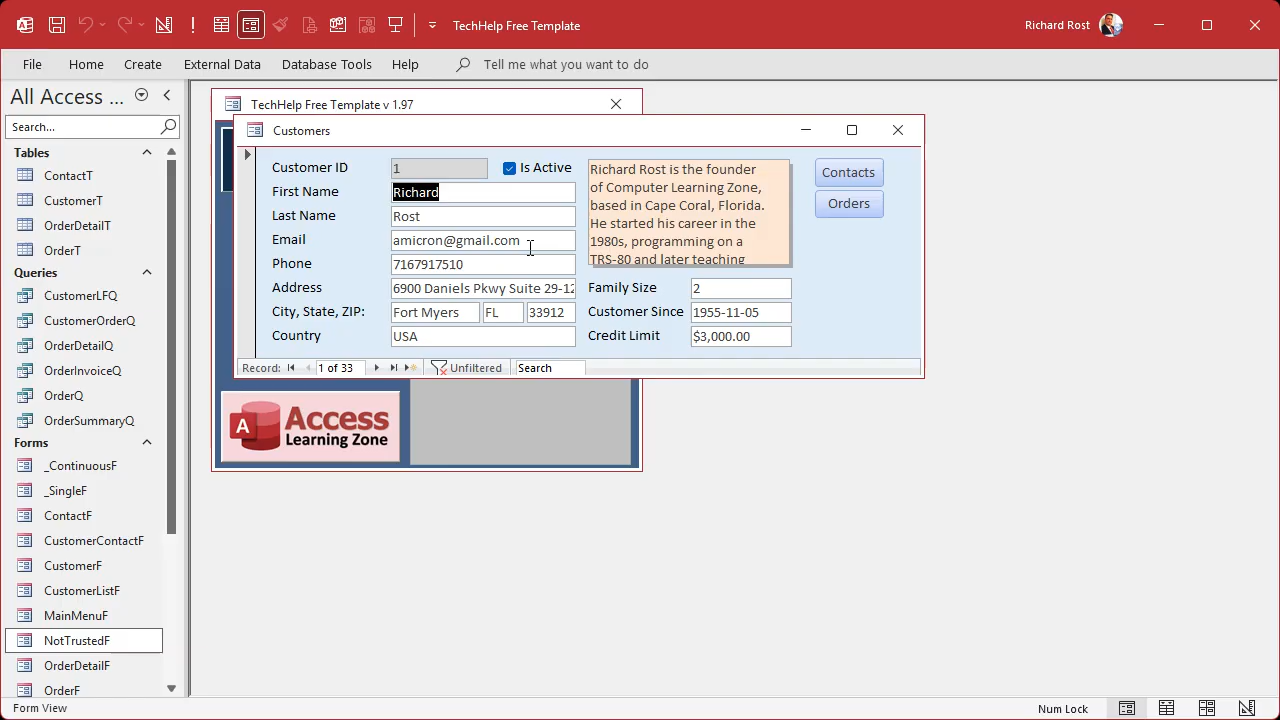 TechHelp Free Template
Richard Rost
File
Home
Create
External Data
Database Tools
Help
Tell me what you want to do
All Access ...
Search...
Tables
ContactT
CustomerT
OrderDetailT
OrderT
Queries
CustomerLFQ
CustomerOrderQ
OrderDetailQ
OrderInvoiceQ
OrderQ
OrderSummaryQ
Forms
_ContinuousF
_SingleF
ContactF
CustomerContactF
CustomerF
CustomerListF
MainMenuF
NotTrustedF
OrderDetailF
OrderF
TechHelp Free Template v 1.97
Customers
Customer ID 1 Is Active
First Name Richard
Last Name Rost
Email amicron@gmail.com
Phone 7167917510
Address 6900 Daniels Pkwy Suite 29-12
City, State, ZIP: Fort Myers FL 33912
Country USA
Richard Rost is the founder
of Computer Learning Zone,
based in Cape Coral, Florida.
He started his career in the
1980s, programming on a
TRS-80 and later teaching
Family Size 2
Customer Since 1955-11-05
Credit Limit $3,000.00
Contacts
Orders
Record: 1 of 33 Unfiltered Search
A Access
Learning Zone
Form View
Num Lock